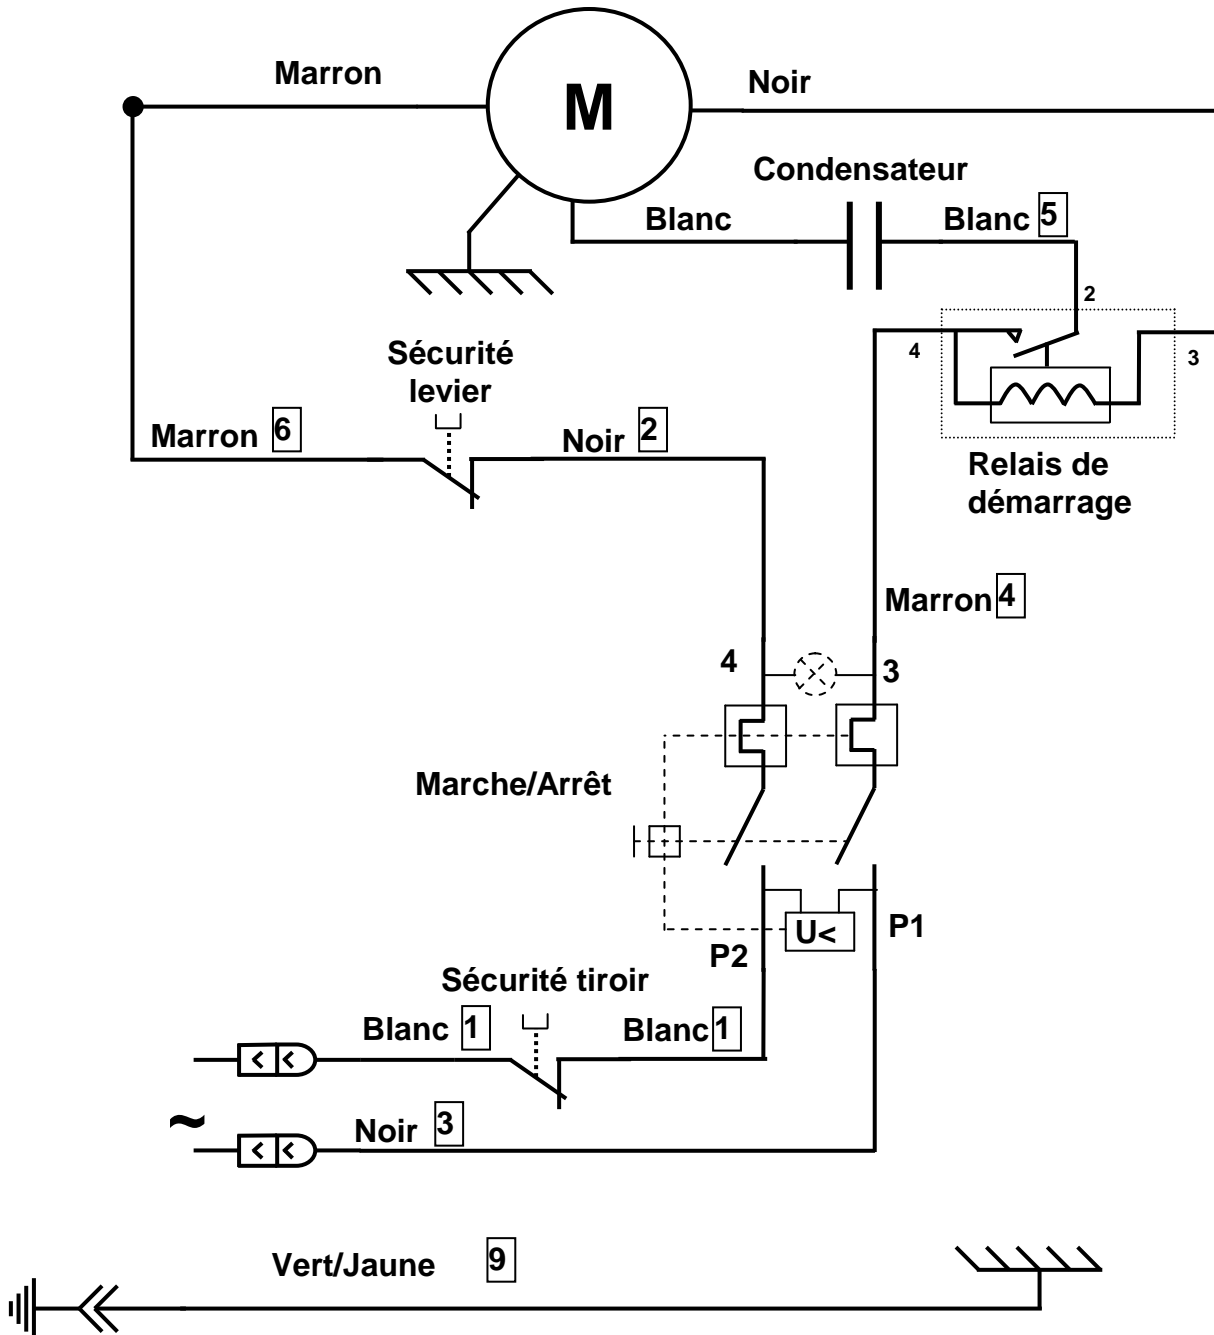 Marron
M
Noir
Condensateur
Blanc
Blanc 5
2
4
3
Sécurité
levier
Marron 6
Noir 2
Relais de
démarrage
Marron 4
4
3
Marche/Arrêt
U<
P1
P2
Sécurité tiroir
Blanc 1
Blanc 1
~
Noir 3
Vert/Jaune 9